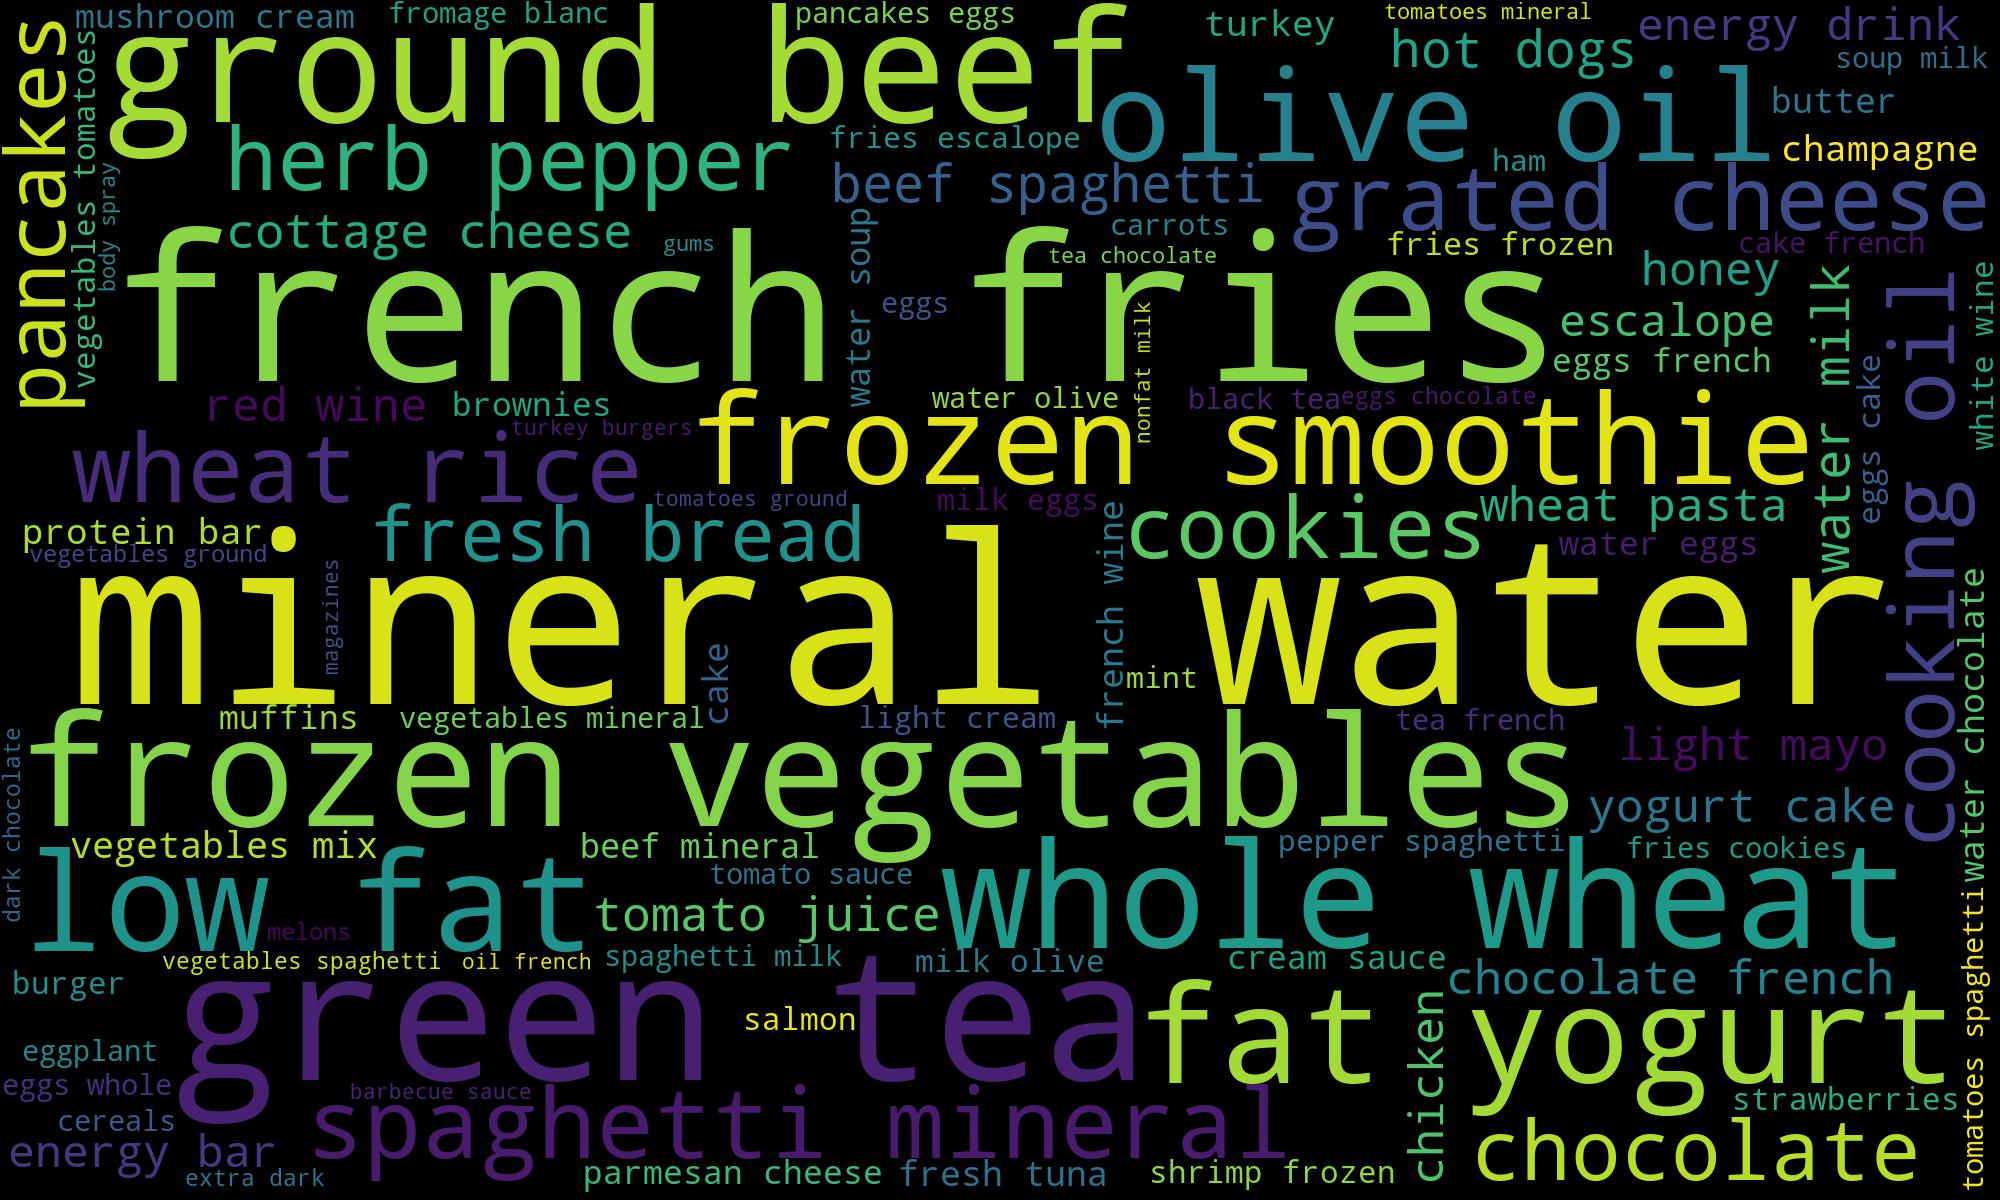 mushroom cream
fromage blanc
pancakes eggs
turkey
tomatoes mineral
energy drink
pancakes
vegetables tomatoes
ground beef
hot dogs
soup milk
olive oil
butter
herb pepper
fries escalope
champagne
ham
body spray
beef spaghetti
grated cheese
cottage cheese
gums
water soup
carrots
tea chocolate
fries frozen
cake french
french fries
eggs
honey
nonfat milk
escalope
eggs french
water milk
eggs cake
cooking oil
white wine
red wine
brownies
water olive
black tea
eggs chocolate
turkey burgers
frozen smoothie
wheat rice
tomatoes ground
milk eggs
protein bar
fresh bread
french wine
cookies
wheat pasta
water eggs
vegetables ground
magazines
mineral water
cake
mint
water chocolate
muffins
vegetables mineral
light cream
tea french
light mayo
dark chocolate
frozen vegetables
yogurt cake
vegetables mix
beef mineral
pepper spaghetti
fries cookies
low fat
tomato sauce
whole wheat
tomato juice
melons
vegetables spaghetti
oil french
spaghetti milk
milk olive
cream sauce
chocolate french
tomatoes spaghetti
burger
green tea
salmon
fat yogurt
chicken
eggplant
eggs whole
barbecue sauce
strawberries
cereals
spaghetti mineral
chocolate
energy bar
extra dark
parmesan cheese
fresh tuna
shrimp frozen